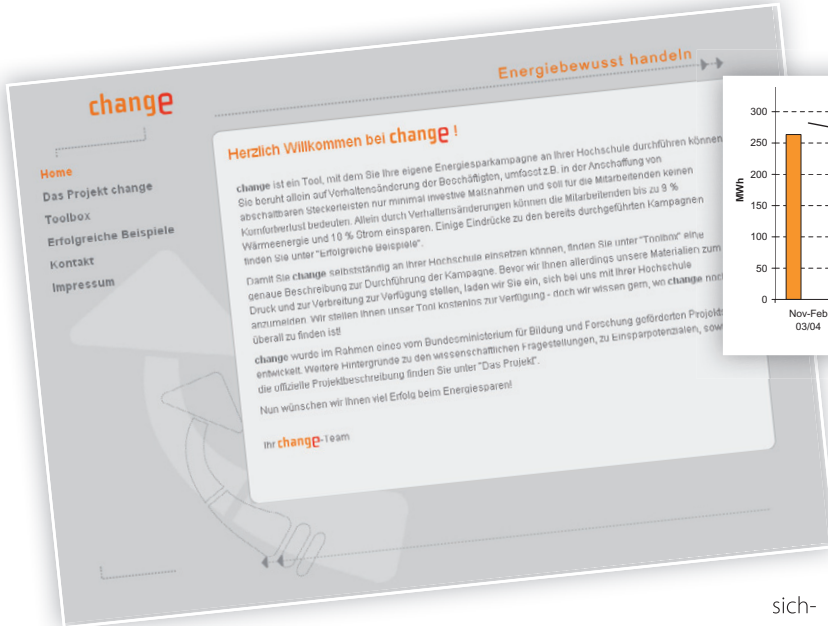 Energiebewusst handeln
change
Home
Das Projekt change
Toolbox
Erfolgreiche Beispiele
Kontakt
Impressum
Herzlich Willkommen bei change !
change ist ein Tool, mit dem Sie Ihre eigene Energiesparkampagne an Ihrer Hochschule durchführen können
Sie beruht allein auf Verhaltensänderung der Beschäftigten, umfasst z.B. in der Anschaffung von
abschaltbaren Steckerleisten nur minimal investive Maßnahmen und soll für die Mitarbeitenden keinen
Komfortverlust bedeuten. Allein durch Verhaltensänderungen können die Mitarbeitenden bis zu 9 %
Wärmeenergie und 10 % Strom einsparen. Einige Eindrücke zu den bereits durchgeführten Kampagnen
finden Sie unter "Erfolgreiche Beispiele".
Damit Sie change selbstständig an Ihrer Hochschule einsetzen können, finden Sie unter "Toolbox" eine
genaue Beschreibung zur Durchführung der Kampagne. Bevor wir Ihnen allerdings unsere Materialien zum
Druck und zur Verbreitung zur Verfügung stellen, laden wir Sie ein, sich bei uns mit Ihrer Hochschule
anzumelden. Wir stellen Ihnen unser Tool kostenlos zur Verfügung - doch wir wissen gern, wo change noch
überall zu finden ist!
change wurde im Rahmen eines vom Bundesministerium für Bildung und Forschung geförderten Projekts
entwickelt. Weitere Hintergründe zu den wissenschaftlichen Fragestellungen, zu Einsparpotenzialen, sow
die offizielle Projektbeschreibung finden Sie unter "Das Projekt".
Nun wünschen wir Ihnen viel Erfolg beim Energiesparen!
Ihr change-Team
MWh
300
250
200
150
100
50
0
Nov-Feb
03/04
sich-